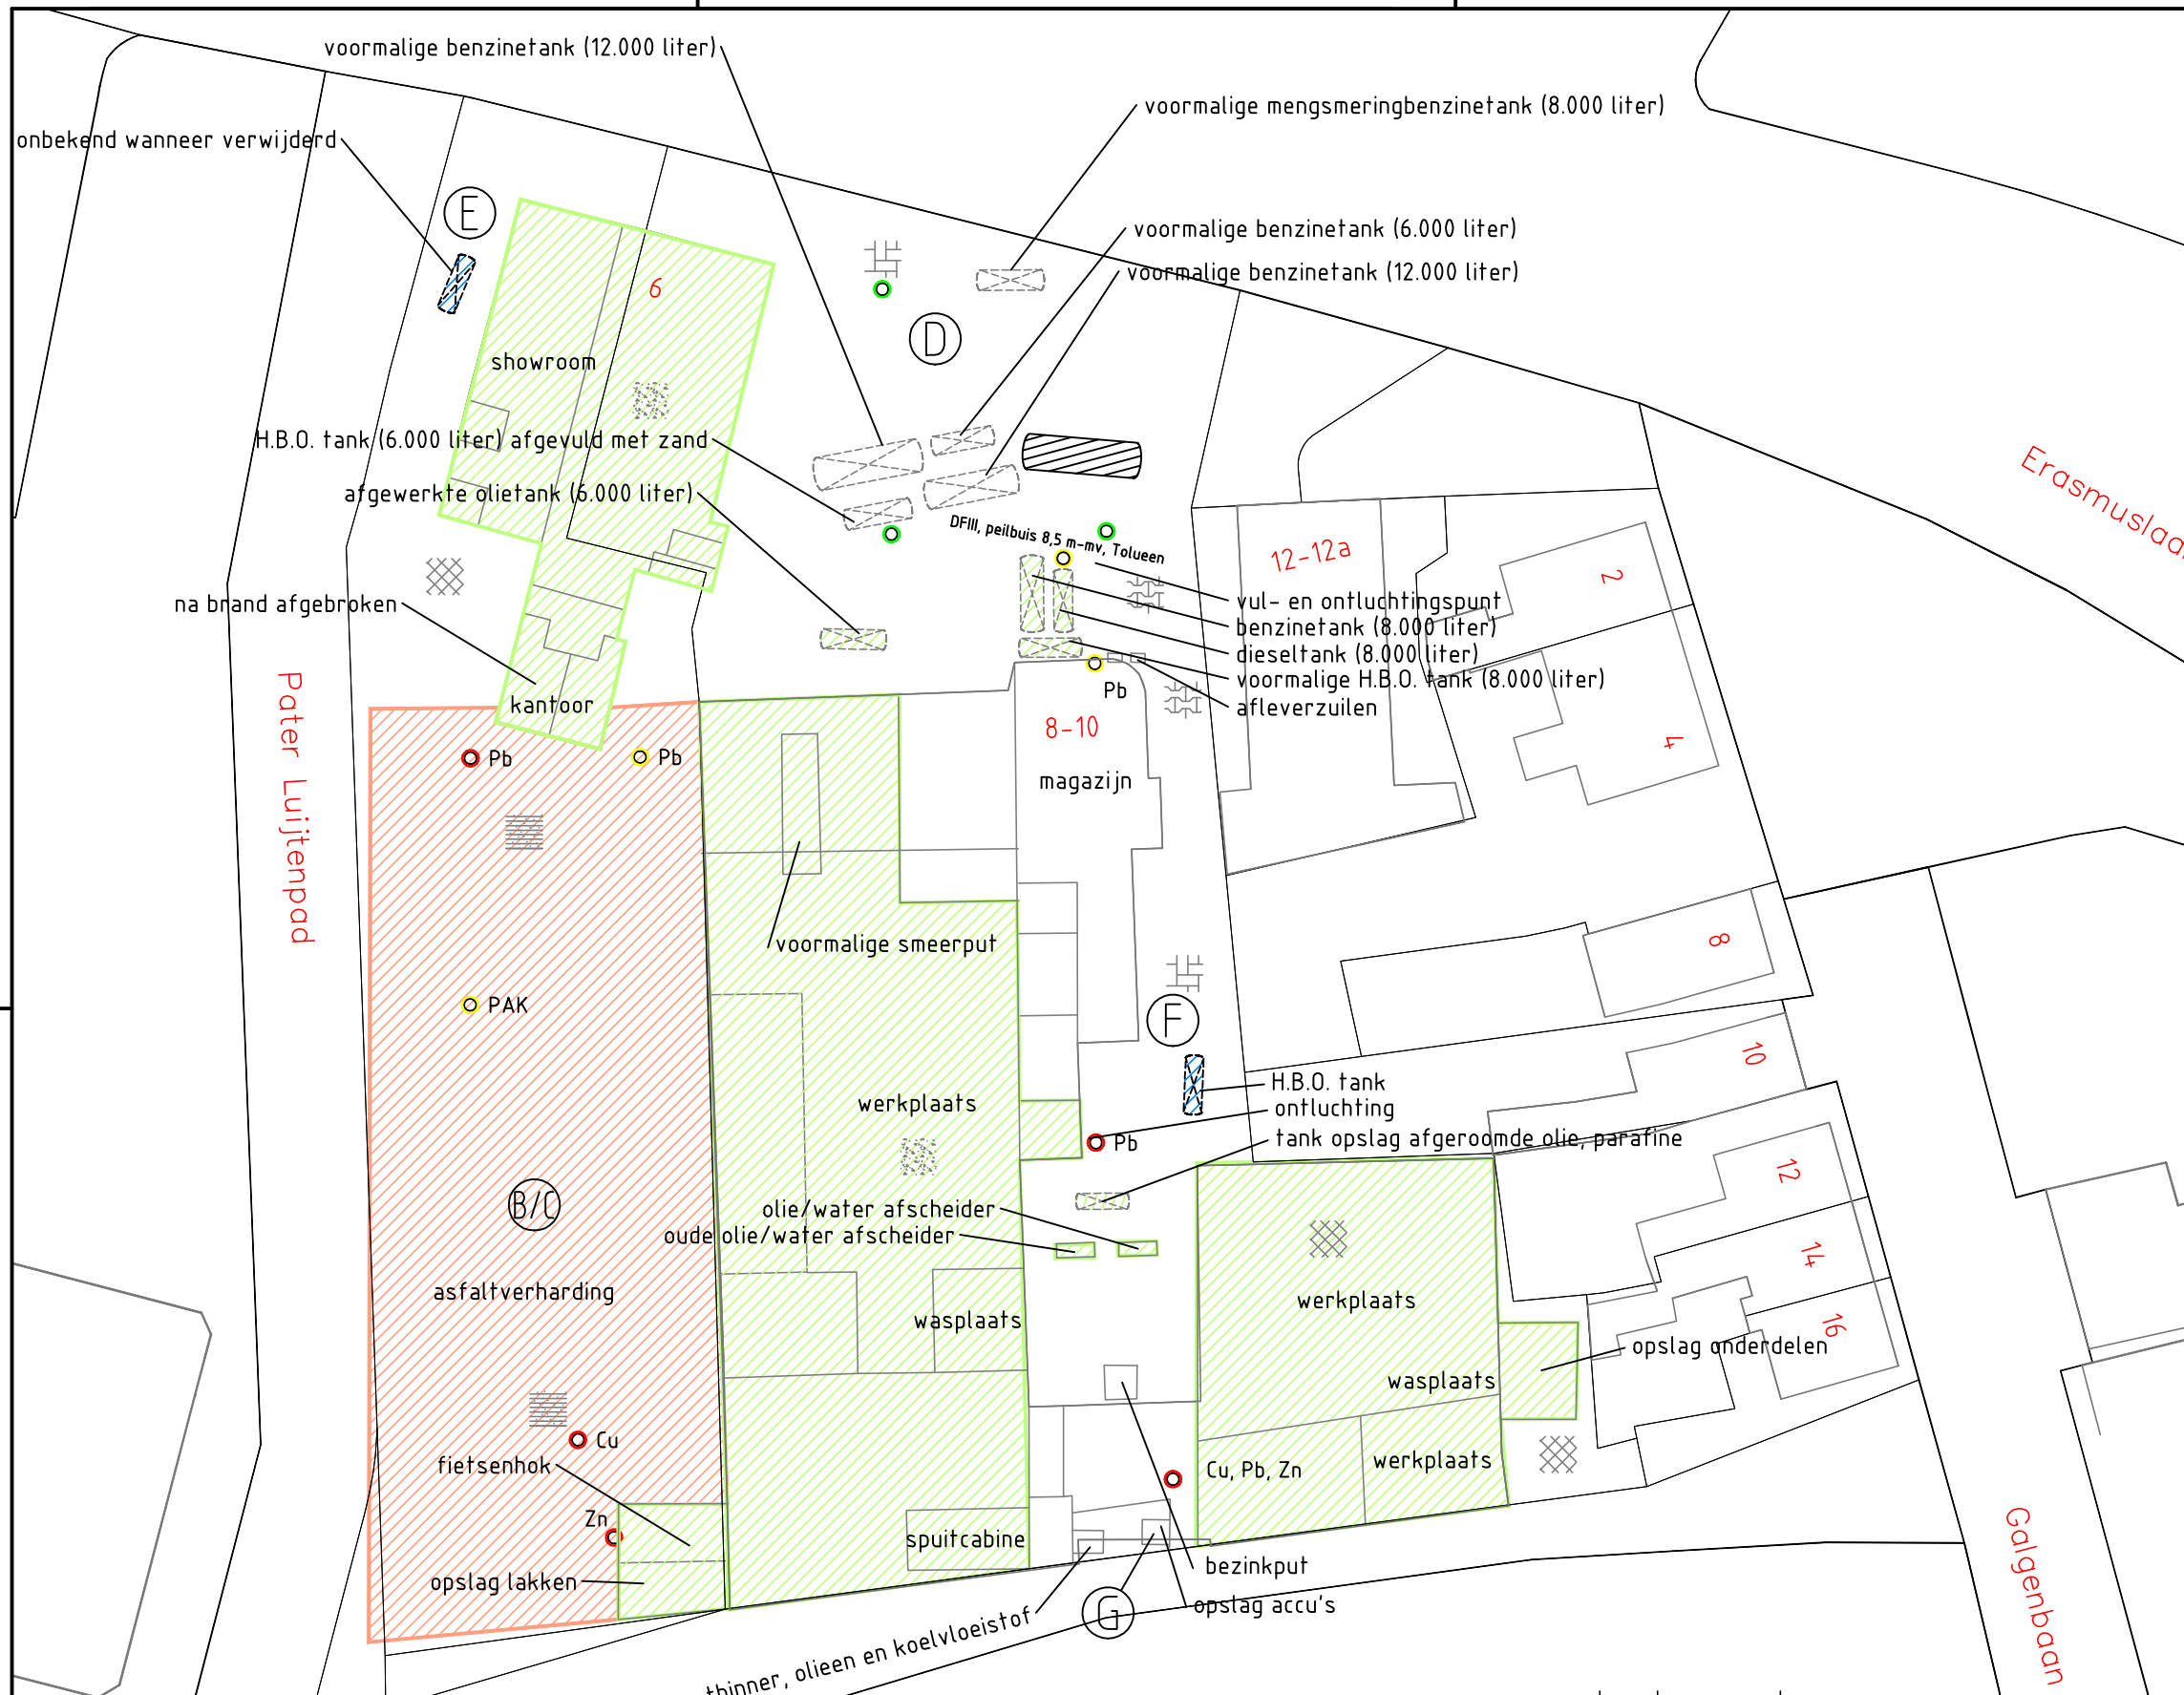 voormalige benzinetank (12.000 liter)
voormalige mengsmeringbenzinetank (8.000 liter)
onbekend wanneer verwijderd
E
voormalige benzinetank (6.000 liter)
voormalige benzinetank (12.000 liter)
6
D
showroom
H.B.O. tank (6.000 liter) afgevuld met zand
afgewerkte olietank (6.000 liter)
DFIII, peilbuis 8,5 m-mv, Tolueen
12-12a
2
Erasmuslaa
na brand afgebroken
vul- en ontluchtingspunt
benzinetank (8.000 liter)
dieseltank (8.000 liter)
voormalige H.B.O. tank (8.000 liter)
afleverzuilen
kantoor
Pb
8-10
4
Pater Luijtenpad
Pb
Pb
magazijn
voormalige smeerput
8
PAK
F
10
H.B.O. tank
werkplaats
ontluchting
Pb
tank opslag afgeroomde olie, parafine
12
B/C
olie/water afscheider
oude olie/water afscheider
14
asfaltverharding
werkplaats
wasplaats
16
opslag onderdelen
wasplaats
Cu
fietsenhok
Cu, Pb, Zn
werkplaats
Zn
spuitcabine
bezinkput
opslag lakken
opslag accu's
G
thinner, olieen en koelvloeistof
Galgenbaan